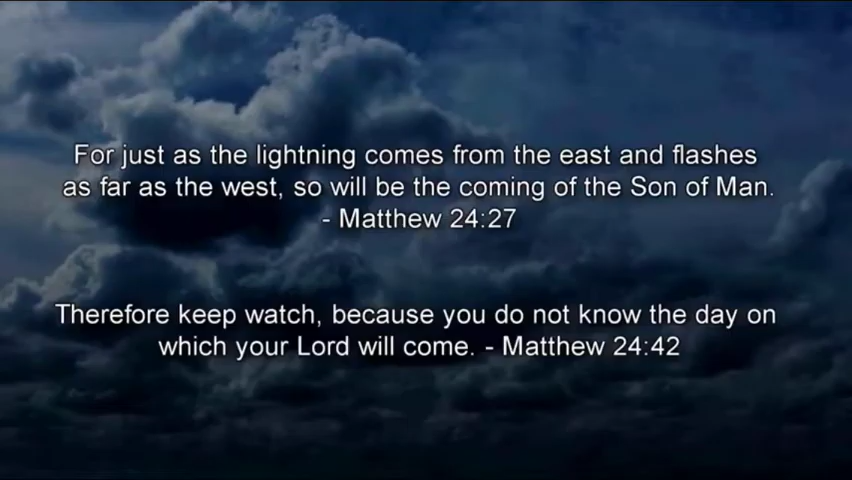 For just as the lightning comes from the east and flashes
as far as the west, so will be the coming of the Son of Man.
- Matthew 24:27
Therefore keep watch, because you do not know the day on
which your Lord will come. - Matthew 24:42